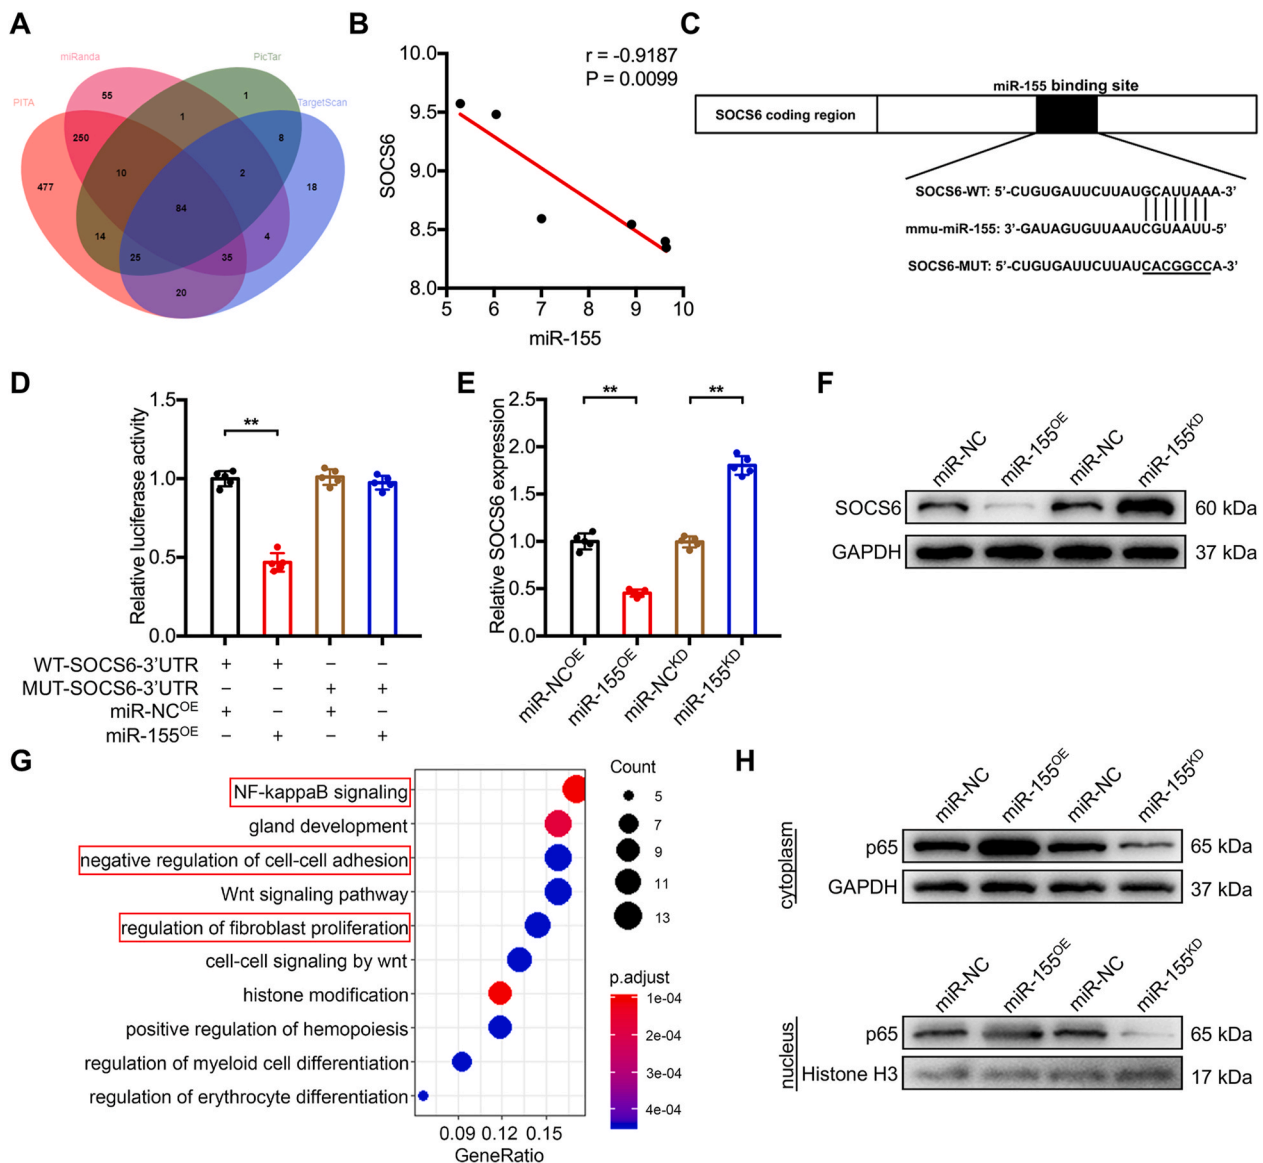 A
miRanda
PicTar
PITA
TargetScan
55
1
1
250
8
477
10
2
18
84
14
4
25
35
20
B
r = -0.9187
P = 0.0099
10.0
9.5
9.0
8.5
8.0
SOCS6
5 6 7 8 9 10
miR-155
C
miR-155 binding site
SOCS6 coding region
SOCS6-WT: 5'-CUGUGAUUCUUAUGCAUUAAA-3'
mmu-miR-155: 3'-GAUAGUGUUAAUCGUAAUU-5'
SOCS6-MUT: 5'-CUGUGAUUCUUAUCACGGCCA-3'
D
Relative luciferase activity
1.5
1.0
0.5
0.0
**
WT-SOCS6-3'UTR + + – –
MUT-SOCS6-3'UTR – – + +
miR-NCOE + – + –
miR-155OE – + – +
E
Relative SOCS6 expression
2.5
2.0
1.5
1.0
0.5
0.0
** **
miR-NCOE miR-155OE miR-NCKD miR-155KD
F
miR-NC miR-155OE miR-NC miR-155KD
SOCS6 60 kDa
GAPDH 37 kDa
G
NF-kappaB signaling
gland development
negative regulation of cell-cell adhesion
Wnt signaling pathway
regulation of fibroblast proliferation
cell-cell signaling by wnt
histone modification
positive regulation of hemopoiesis
regulation of myeloid cell differentiation
regulation of erythrocyte differentiation
0.09 0.12 0.15
GeneRatio
Count
5
7
9
11
13
p.adjust
1e-04
2e-04
3e-04
4e-04
H
miR-NC miR-155OE miR-NC miR-155KD
cytoplasm
p65 65 kDa
GAPDH 37 kDa
miR-NC miR-155OE miR-NC miR-155KD
nucleus
p65 65 kDa
Histone H3 17 kDa